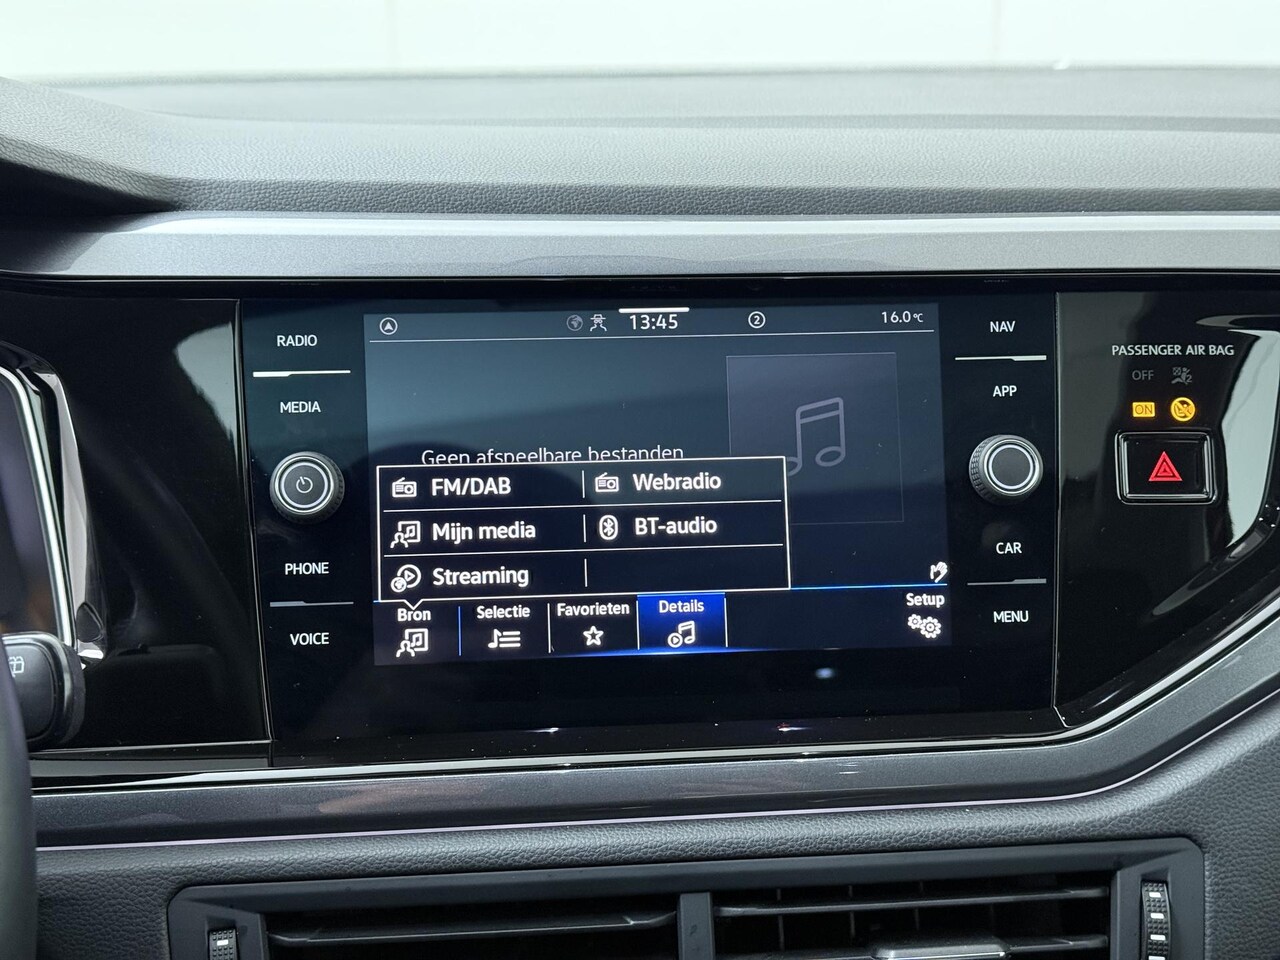 RADIO
MEDIA
PHONE
VOICE
13:45
2
16.0°C
Geen afspeelbare bestanden
FM/DAB
Webradio
Mijn media
BT-audio
Streaming
Bron
Selectie
Favorieten
Details
Setup
NAV
APP
CAR
MENU
PASSENGER AIR BAG
OFF
ON